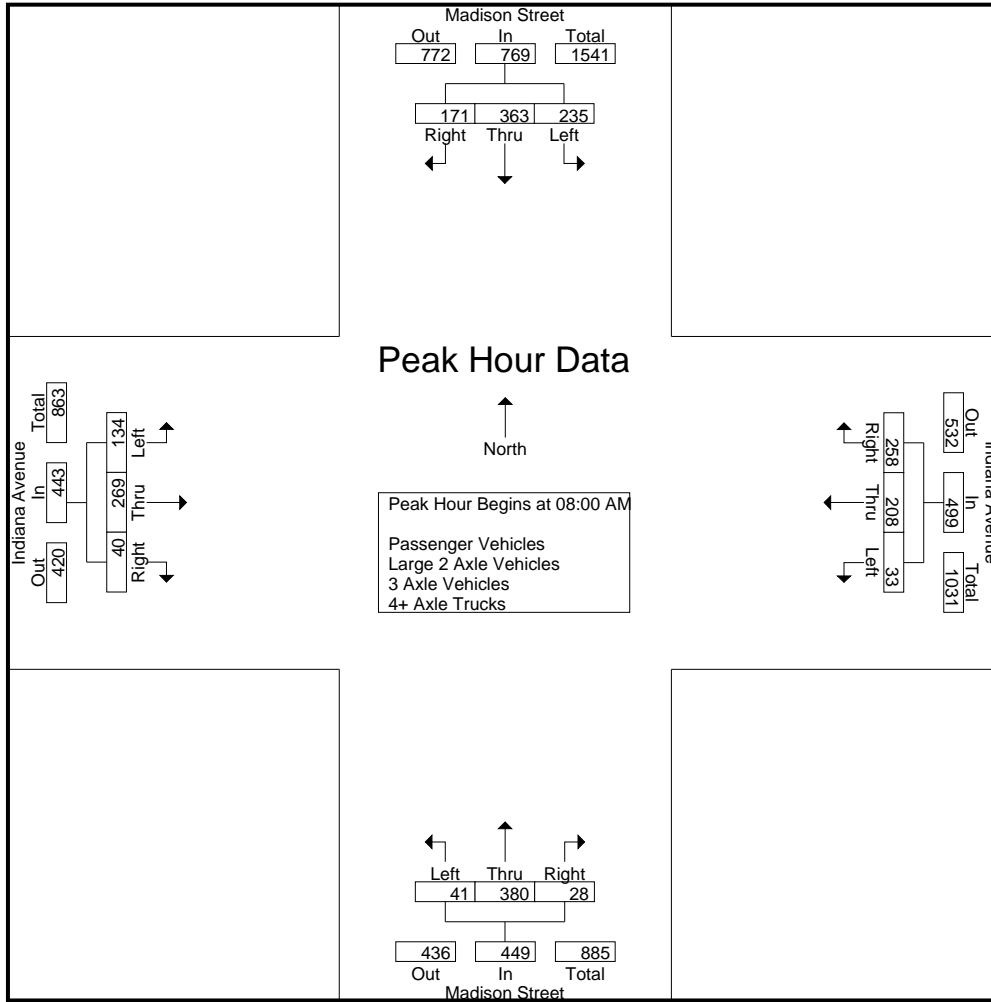 Madison Street
Out In Total
772 769 1541
171 363 235
Right Thru Left
Peak Hour Data
North
Peak Hour Begins at 08:00 AM
Passenger Vehicles
Large 2 Axle Vehicles
3 Axle Vehicles
4+ Axle Trucks
Indiana Avenue
Out In Total
420 443 863
40 269 134
Right Thru Left
Indiana Avenue
Out In Total
532 499 1031
258 208 33
Right Thru Left
Left Thru Right
41 380 28
436 449 885
Out In Total
Madison Street